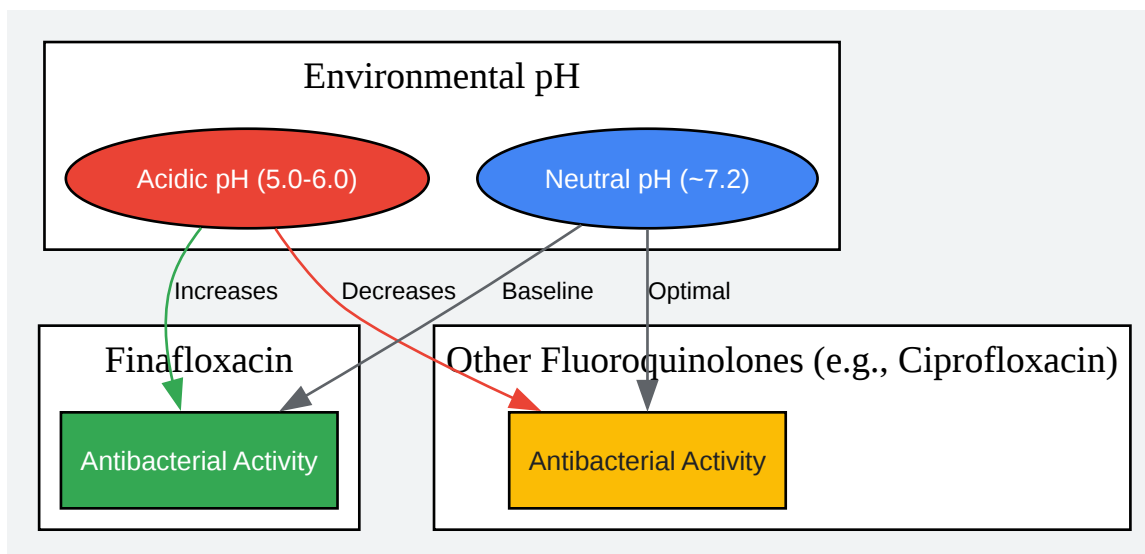 Environmental pH
Acidic pH (5.0-6.0)
Neutral pH (~7.2)
Increases
Decreases
Baseline
Optimal
Finafloxacin
Other Fluoroquinolones (e.g., Ciprofloxacin)
Antibacterial Activity
Antibacterial Activity